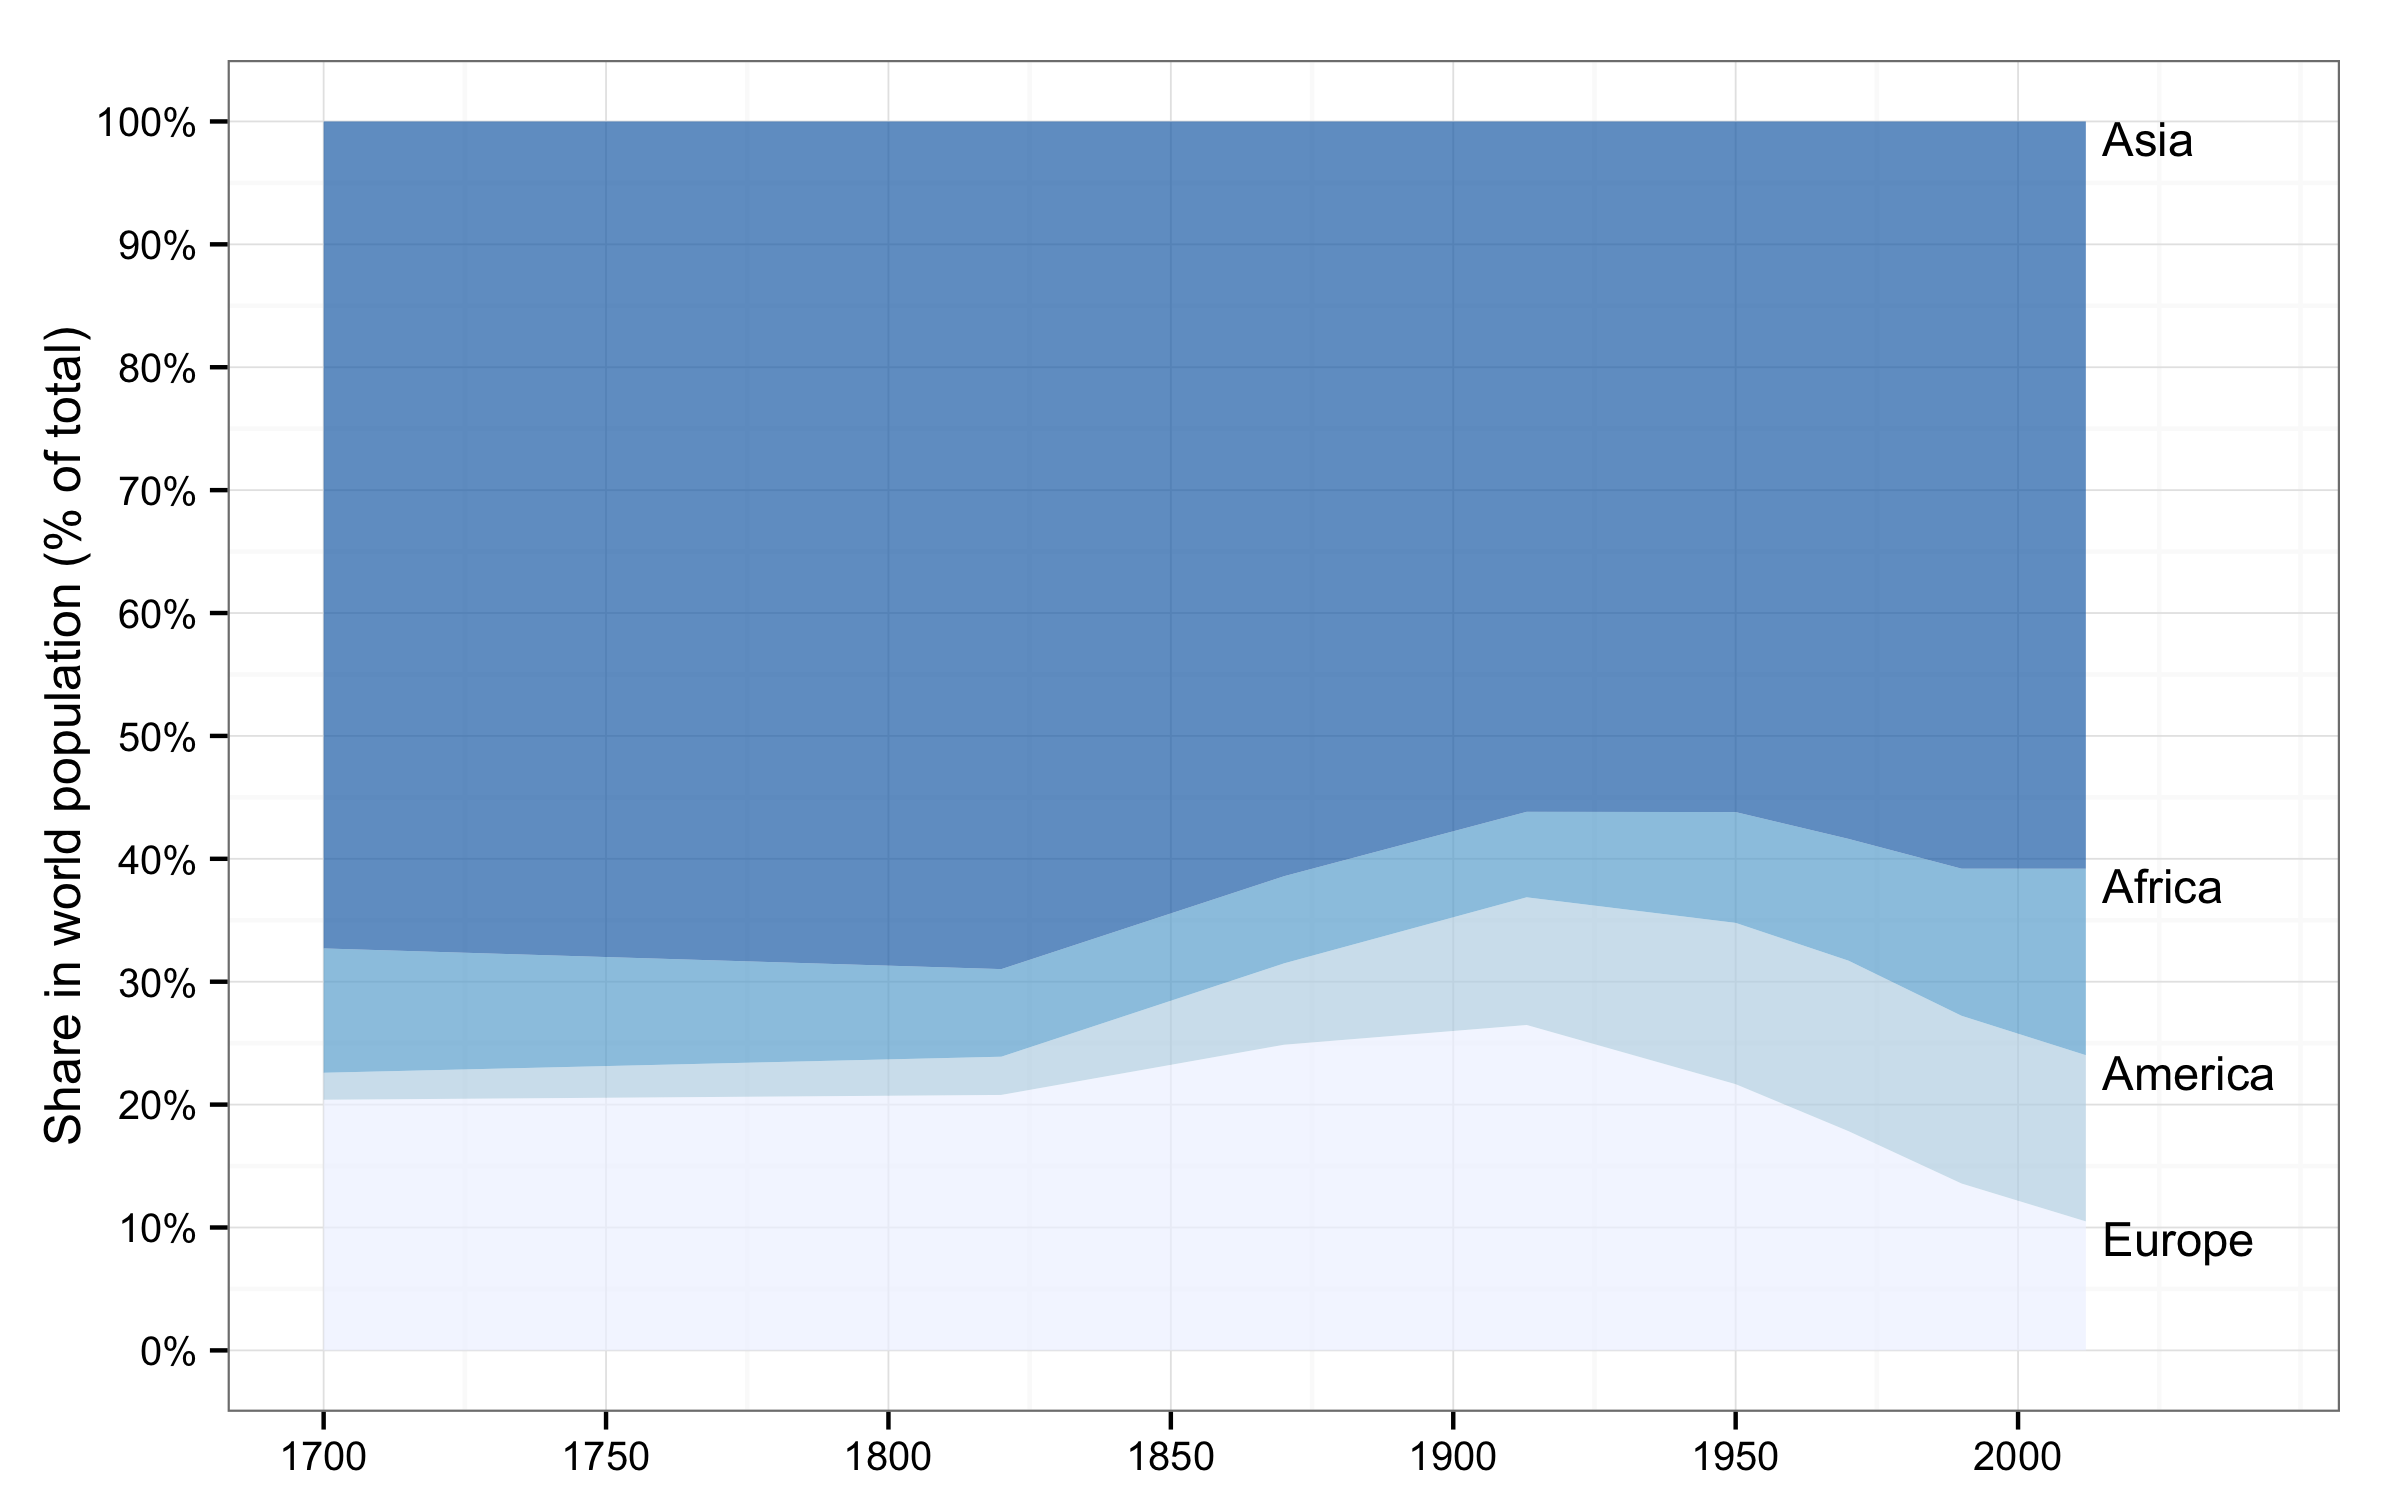 Share in world population (% of total)
100%
90%
80%
70%
60%
50%
40%
30%
20%
10%
0%
Asia
Africa
America
Europe
1700 1750 1800 1850 1900 1950 2000